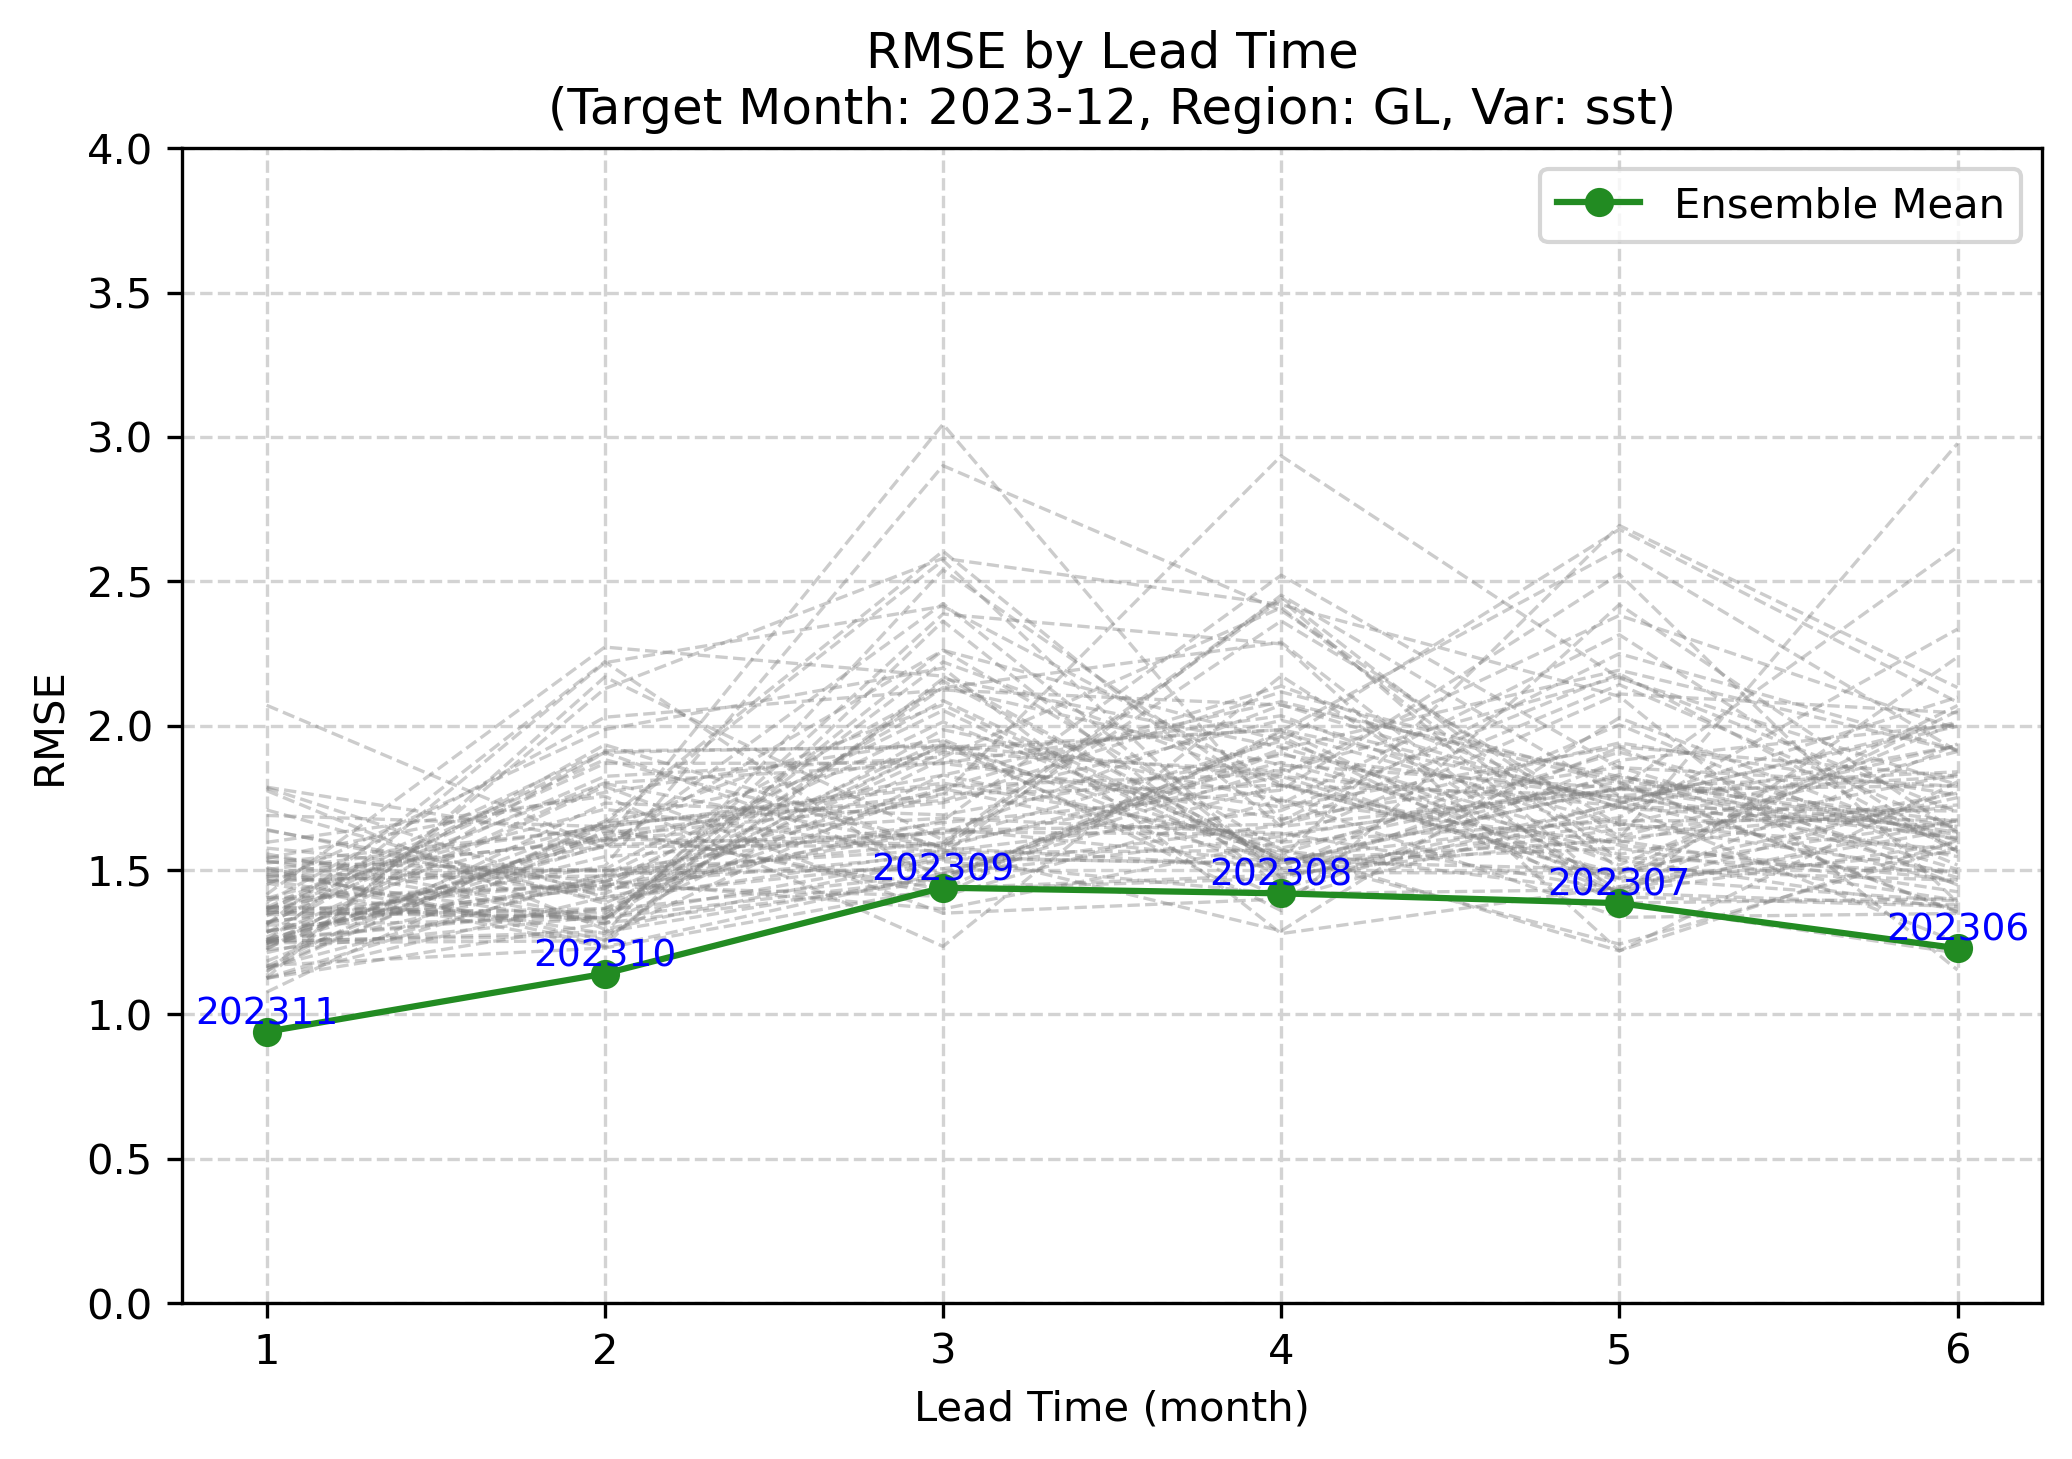 RMSE by Lead Time
(Target Month: 2023-12, Region: GL, Var: sst)
4.0
3.5
3.0
2.5
2.0
1.5
1.0
0.5
0.0
RMSE
Ensemble Mean
202311
202310
202309
202308
202307
202306
1 2 3 4 5 6
Lead Time (month)